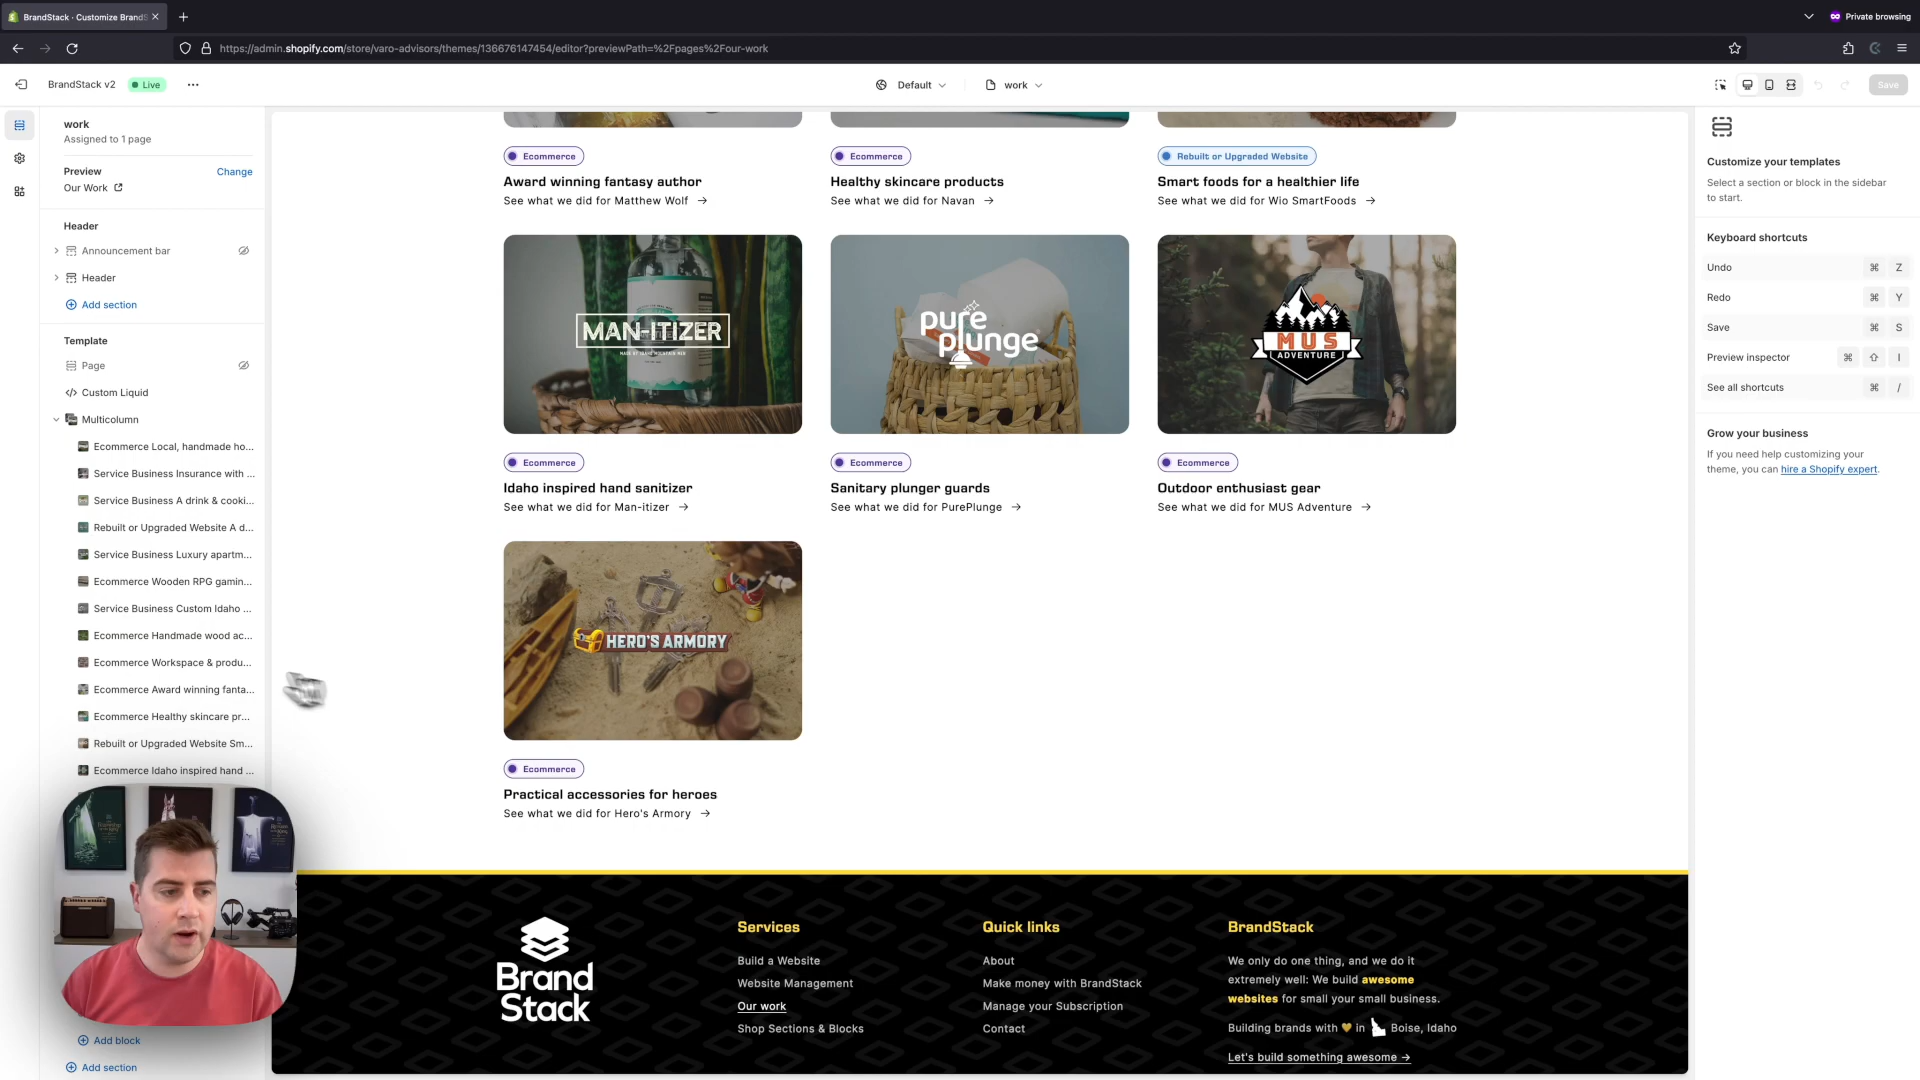 BrandStack · Customize BrandS
Private browsing
https://admin.shopify.com/store/varo-advisors/themes/136676147454/editor?previewPath=%2Fpages%2Four-work
BrandStack v2
Live
Default
work
Save
work
Assigned to 1 page
Preview
Change
Our Work
Header
Announcement bar
Header
Add section
Template
Page
Custom Liquid
Multicolumn
Ecommerce Local, handmade ho...
Service Business Insurance with ...
Service Business A drink & cooki...
Rebuilt or Upgraded Website A d...
Service Business Luxury apartm...
Ecommerce Wooden RPG gamin...
Service Business Custom Idaho ...
Ecommerce Handmade wood ac...
Ecommerce Workspace & produ...
Ecommerce Award winning fanta...
Ecommerce Healthy skincare pr...
Rebuilt or Upgraded Website Sm...
Ecommerce Idaho inspired hand ...
Add block
Add section
Ecommerce
Award winning fantasy author
See what we did for Matthew Wolf →
Ecommerce
Healthy skincare products
See what we did for Navan →
Rebuilt or Upgraded Website
Smart foods for a healthier life
See what we did for Wio SmartFoods →
MAN-ITIZER
MADE BY IDAHO MOUNTAIN MEN
pure
plunge
MUS
ADVENTURE
Ecommerce
Idaho inspired hand sanitizer
See what we did for Man-itizer →
Ecommerce
Sanitary plunger guards
See what we did for PurePlunge →
Ecommerce
Outdoor enthusiast gear
See what we did for MUS Adventure →
HERO'S ARMORY
Ecommerce
Practical accessories for heroes
See what we did for Hero's Armory →
Brand
Stack
Services
Build a Website
Website Management
Our work
Shop Sections & Blocks
Quick links
About
Make money with BrandStack
Manage your Subscription
Contact
BrandStack
We only do one thing, and we do it
extremely well: We build awesome
websites for small your small business.
Building brands with 💛 in Boise, Idaho
Let's build something awesome →
Customize your templates
Select a section or block in the sidebar
to start.
Keyboard shortcuts
Undo ⌘ Z
Redo ⌘ Y
Save ⌘ S
Preview inspector ⌘ ⇧ I
See all shortcuts ⌘ /
Grow your business
If you need help customizing your
theme, you can hire a Shopify expert.